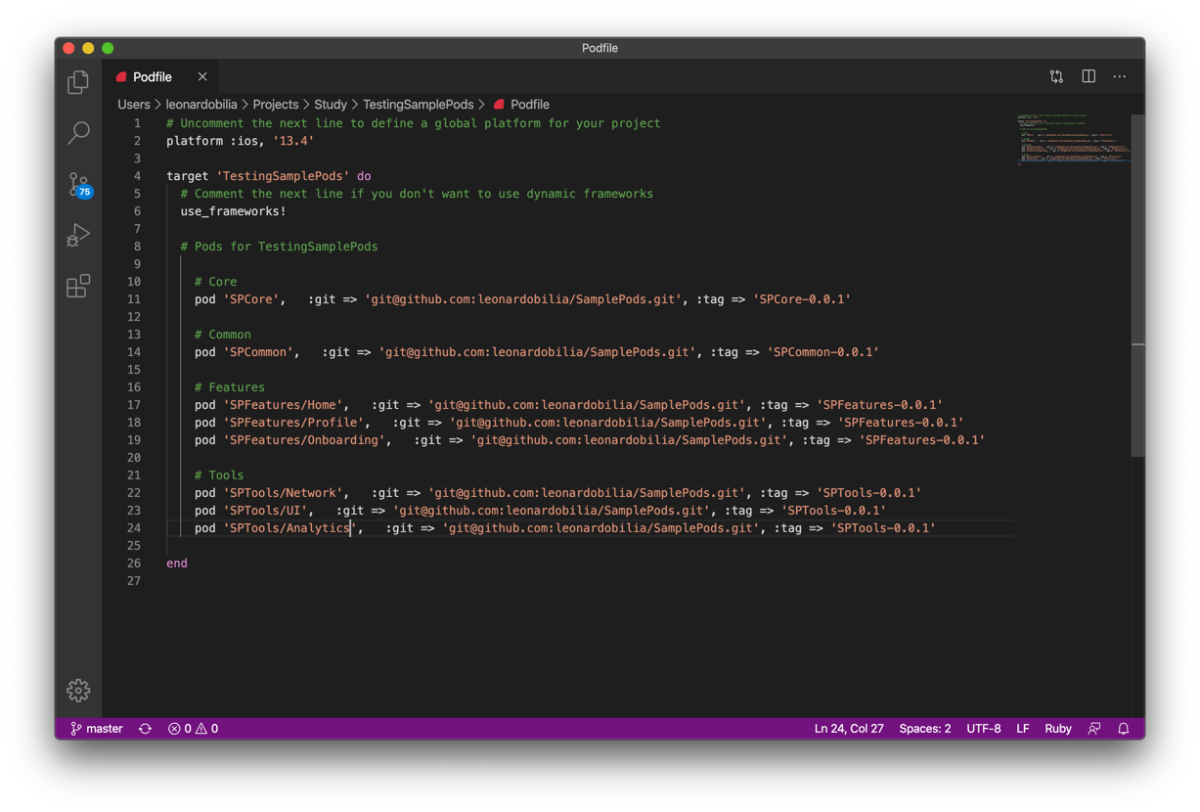 Podfile
Podfile
Users > leonardobilia > Projects > Study > TestingSamplePods > Podfile
1 # Uncomment the next line to define a global platform for your project
2 platform :ios, '13.4'
3
4 target 'TestingSamplePods' do
5 # Comment the next line if you don't want to use dynamic frameworks
6 use_frameworks!
7
8 # Pods for TestingSamplePods
9
10 # Core
11 pod 'SPCore',   :git => 'git@github.com:leonardobilia/SamplePods.git', :tag => 'SPCore-0.0.1'
12
13 # Common
14 pod 'SPCommon',   :git => 'git@github.com:leonardobilia/SamplePods.git', :tag => 'SPCommon-0.0.1'
15
16 # Features
17 pod 'SPFeatures/Home',   :git => 'git@github.com:leonardobilia/SamplePods.git', :tag => 'SPFeatures-0.0.1'
18 pod 'SPFeatures/Profile',   :git => 'git@github.com:leonardobilia/SamplePods.git', :tag => 'SPFeatures-0.0.1'
19 pod 'SPFeatures/Onboarding',   :git => 'git@github.com:leonardobilia/SamplePods.git', :tag => 'SPFeatures-0.0.1'
20
21 # Tools
22 pod 'SPTools/Network',   :git => 'git@github.com:leonardobilia/SamplePods.git', :tag => 'SPTools-0.0.1'
23 pod 'SPTools/UI',   :git => 'git@github.com:leonardobilia/SamplePods.git', :tag => 'SPTools-0.0.1'
24 pod 'SPTools/Analytics',   :git => 'git@github.com:leonardobilia/SamplePods.git', :tag => 'SPTools-0.0.1'
25
26 end
27
75
master 0 0 Ln 24, Col 27 Spaces: 2 UTF-8 LF Ruby